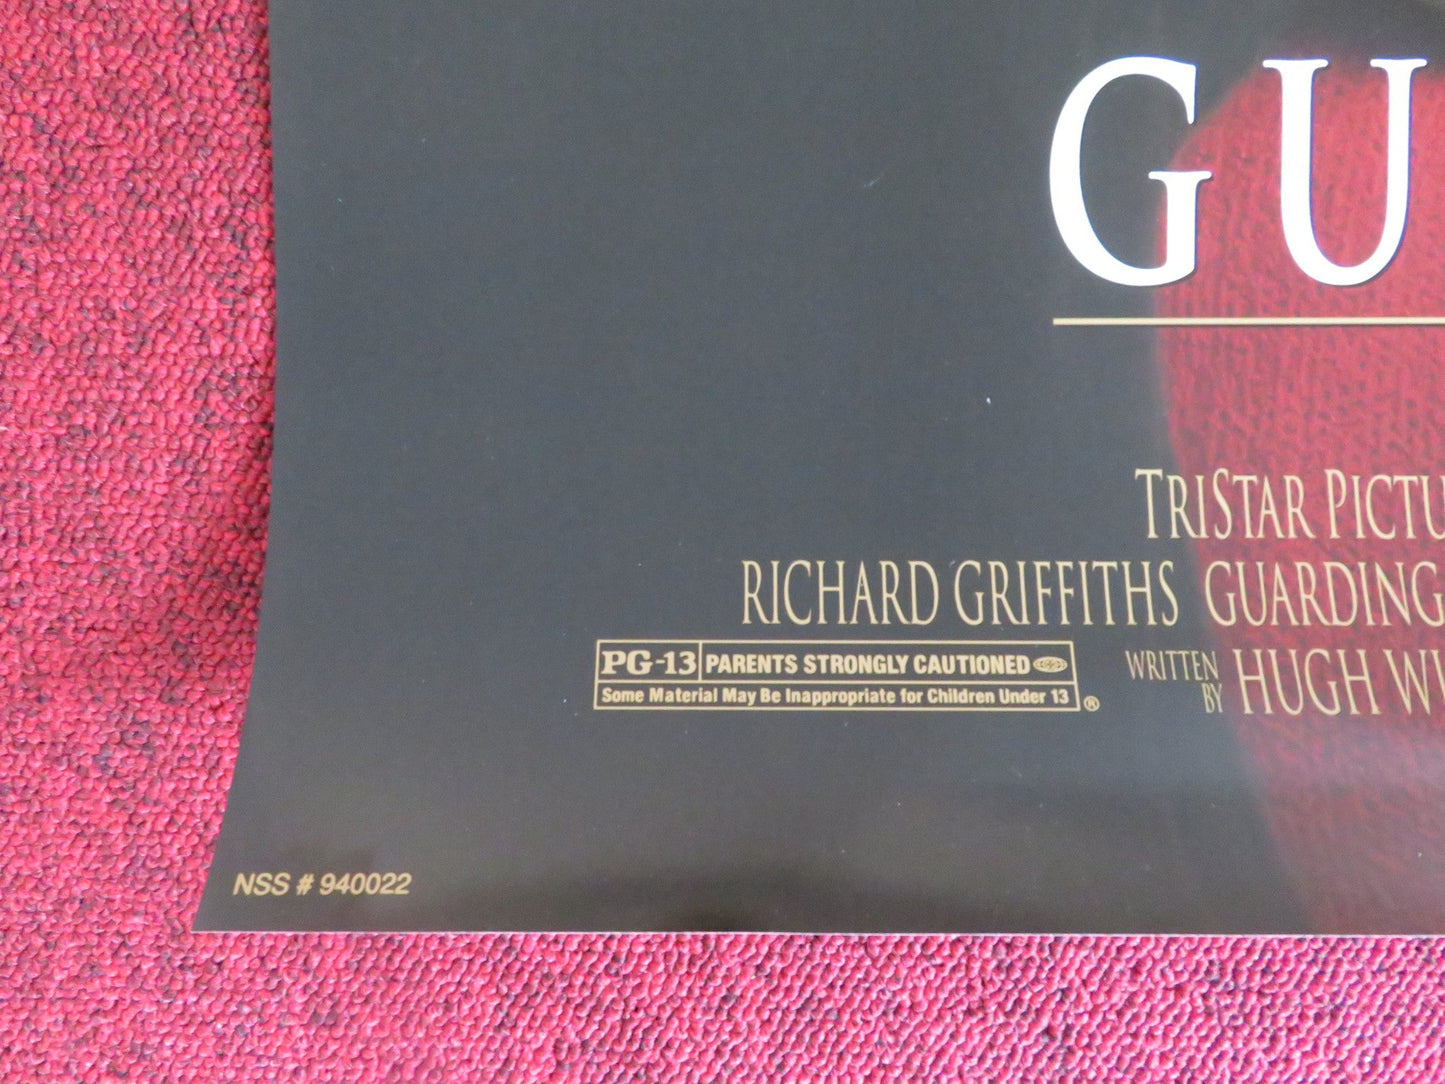 GU
TRISTAR PICTU
RICHARD GRIFFITHS GUARDING
PG-13 PARENTS STRONGLY CAUTIONED
Some Material May Be Inappropriate for Children Under 13 ®
WRITTEN BY HUGH WI
NSS # 940022